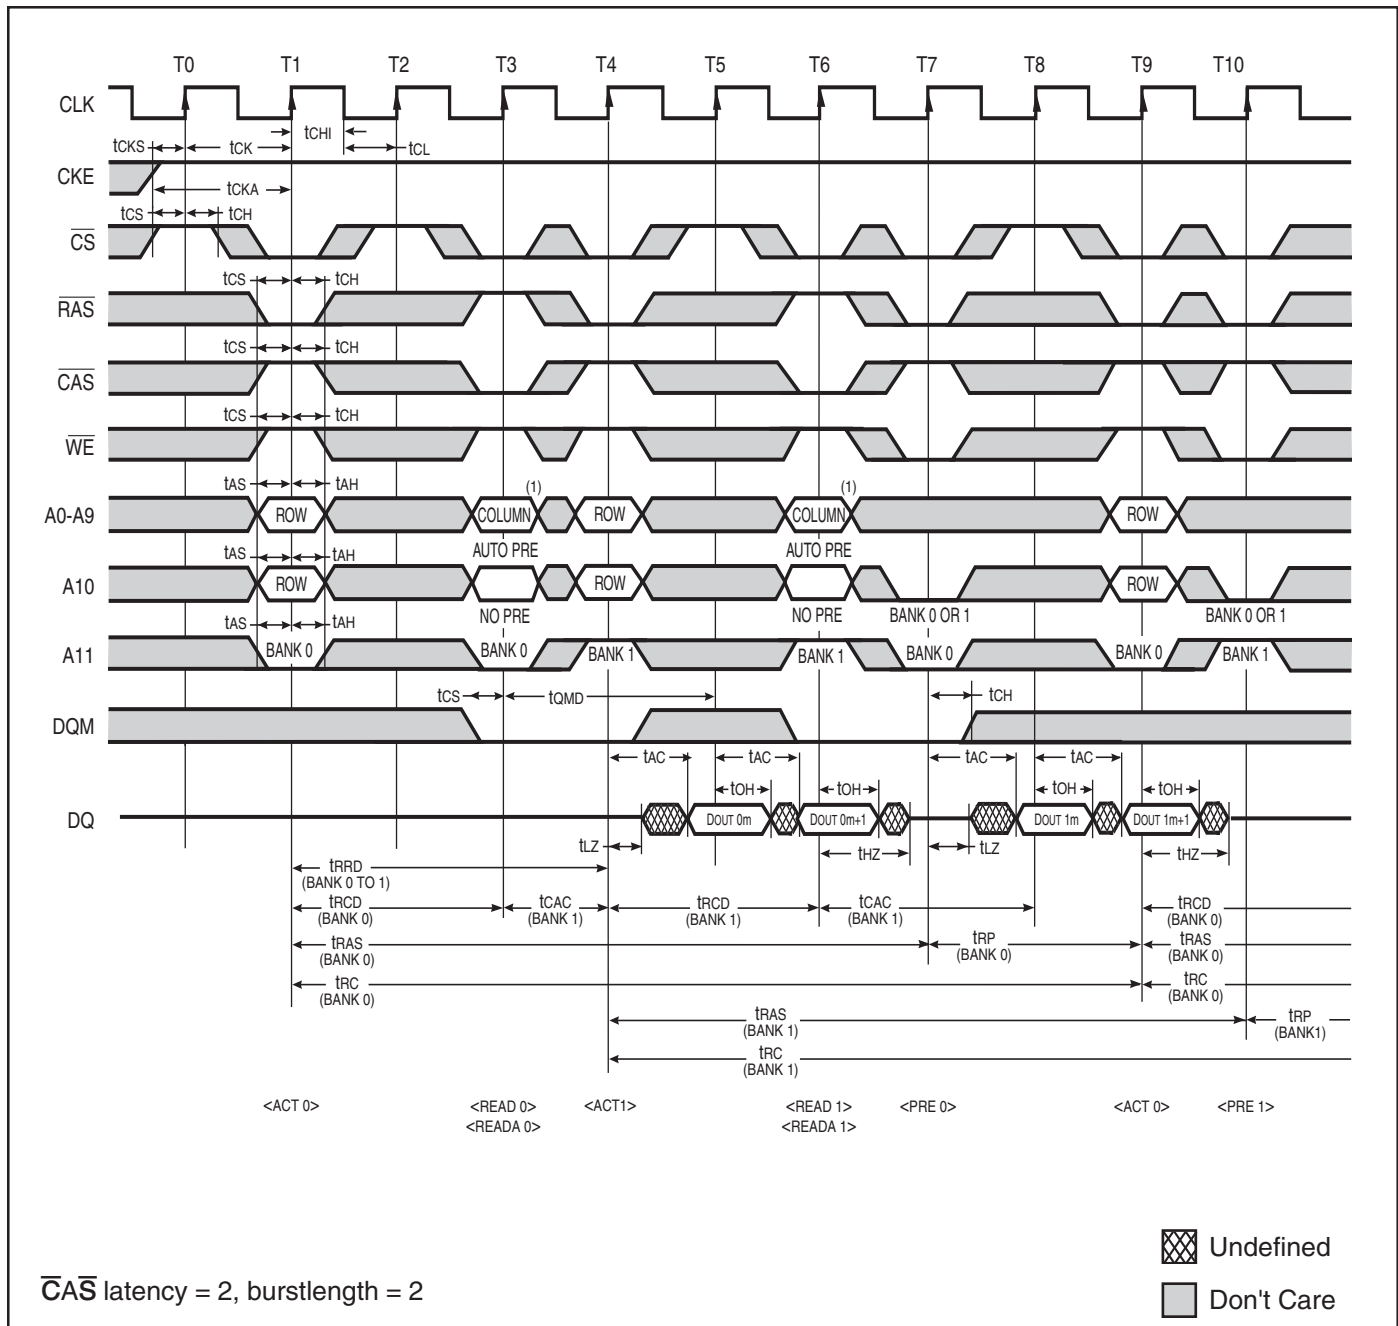 T0 T1 T2 T3 T4 T5 T6 T7 T8 T9 T10
CLK
tCHI
tCKS tCK tCL
CKE
tCKA
tCS tCH
CS
tCS tCH
RAS
tCS tCH
CAS
tCS tCH
WE
tAS tAH (1) (1)
A0-A9 ROW COLUMN ROW COLUMN ROW
tAS tAH AUTO PRE AUTO PRE
A10 ROW ROW ROW
NO PRE NO PRE BANK 0 OR 1 BANK 0 OR 1
tAS tAH
A11 BANK 0 BANK 0 BANK 1 BANK 1 BANK 0 BANK 0 BANK 1
tCS tQMD tCH
DQM
tAC tAC tAC tAC
tOH tOH tOH tOH
DQ DOUT 0m DOUT 0m+1 DOUT 1m DOUT 1m+1
tLZ tHZ tLZ tHZ
tRRD
(BANK 0 TO 1)
tRCD tCAC tRCD tCAC tRCD
(BANK 0) (BANK 1) (BANK 1) (BANK 1) (BANK 0)
tRAS tRP tRAS
(BANK 0) (BANK 0) (BANK 0)
tRC tRC
(BANK 0) (BANK 0)
tRAS tRP
(BANK 1) (BANK1)
tRC
(BANK 1)
<ACT 0> <READ 0> <ACT1> <READ 1> <PRE 0> <ACT 0> <PRE 1>
<READA 0> <READA 1>
Undefined
CAS latency = 2, burstlength = 2
Don't Care